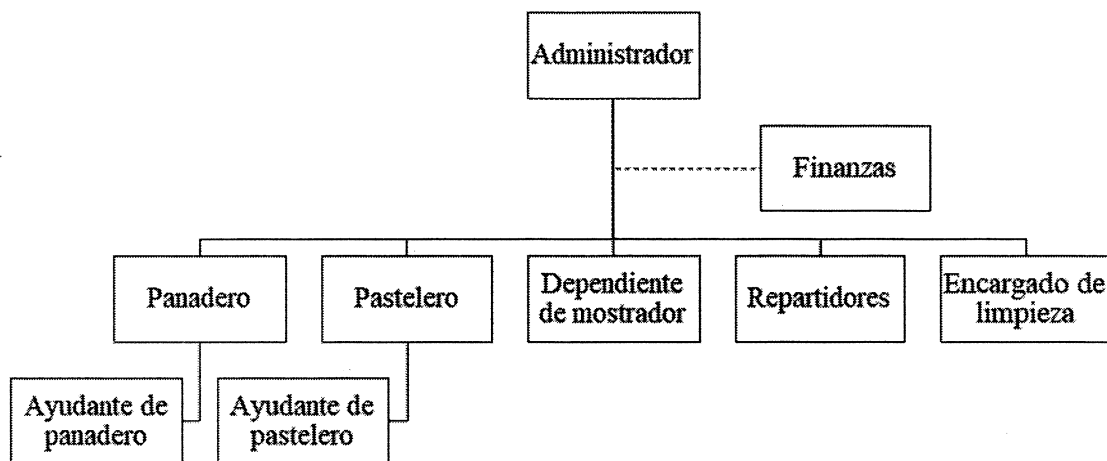 Administrador
Finanzas
Panadero
Pastelero
Dependiente
de mostrador
Repartidores
Encargado de
limpieza
Ayudante de
panadero
Ayudante de
pastelero